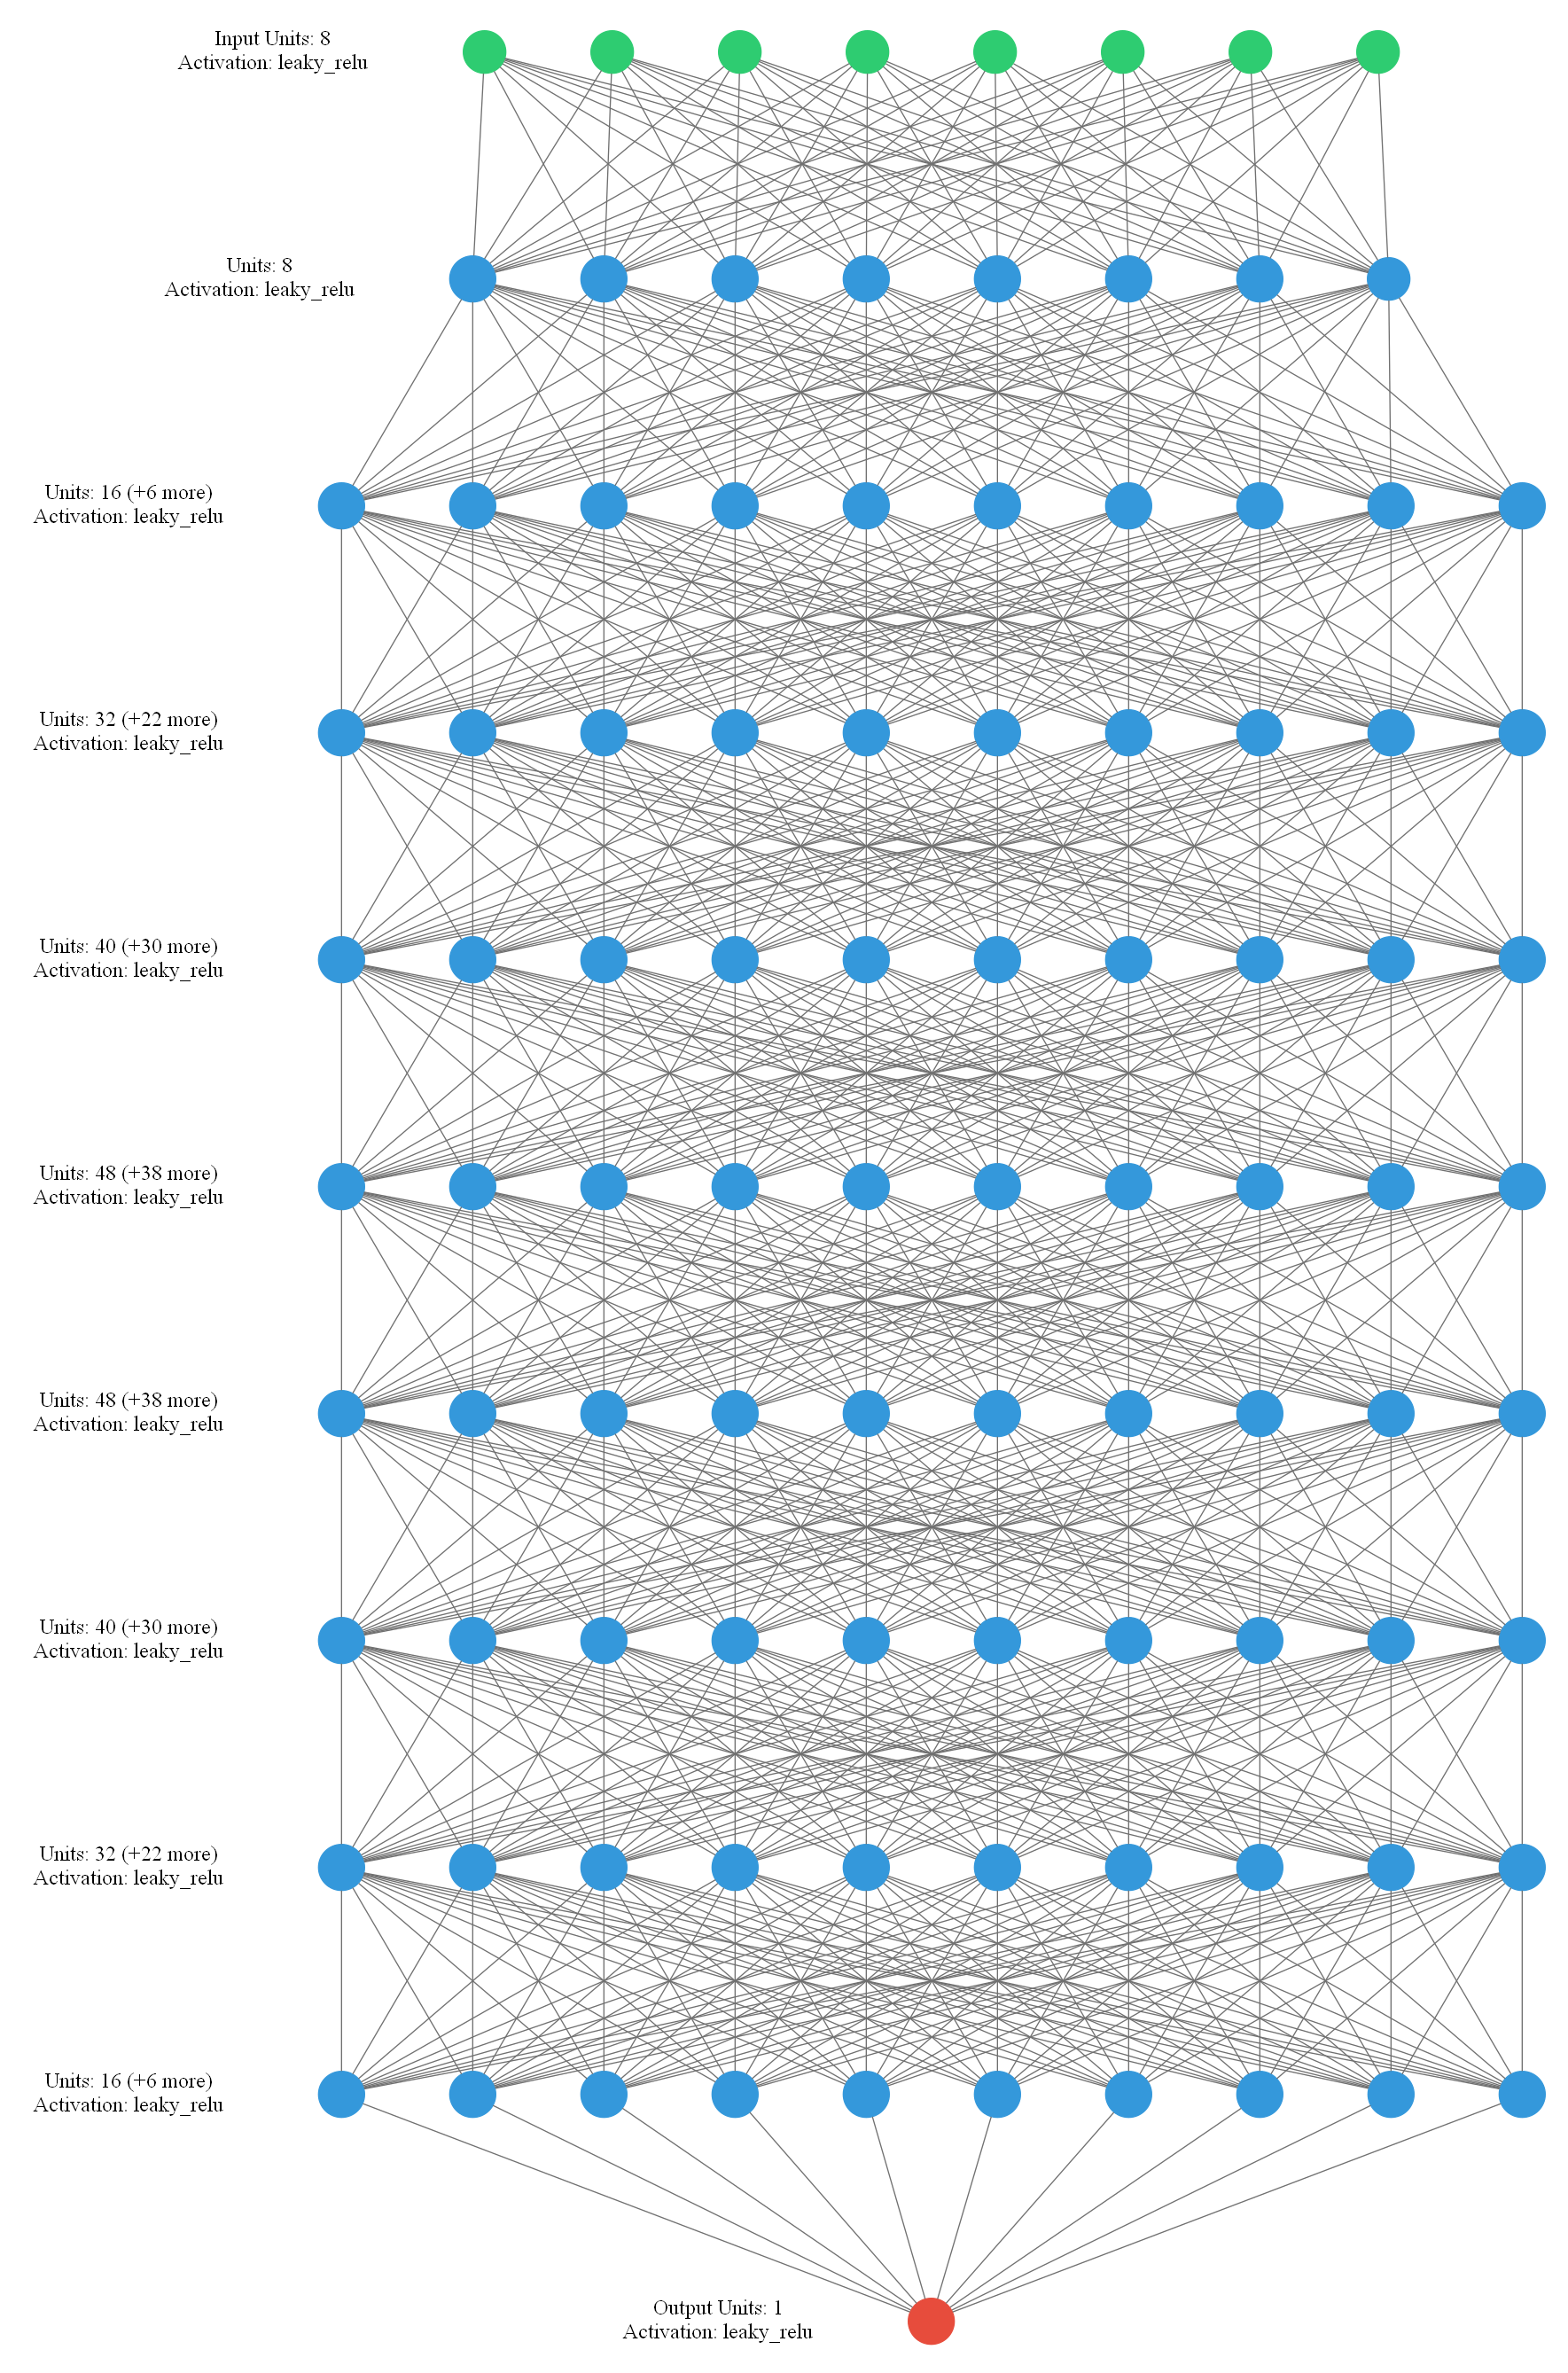 Input Units: 8
Activation: leaky_relu
Units: 8
Activation: leaky_relu
Units: 16 (+6 more)
Activation: leaky_relu
Units: 32 (+22 more)
Activation: leaky_relu
Units: 40 (+30 more)
Activation: leaky_relu
Units: 48 (+38 more)
Activation: leaky_relu
Units: 48 (+38 more)
Activation: leaky_relu
Units: 40 (+30 more)
Activation: leaky_relu
Units: 32 (+22 more)
Activation: leaky_relu
Units: 16 (+6 more)
Activation: leaky_relu
Output Units: 1
Activation: leaky_relu